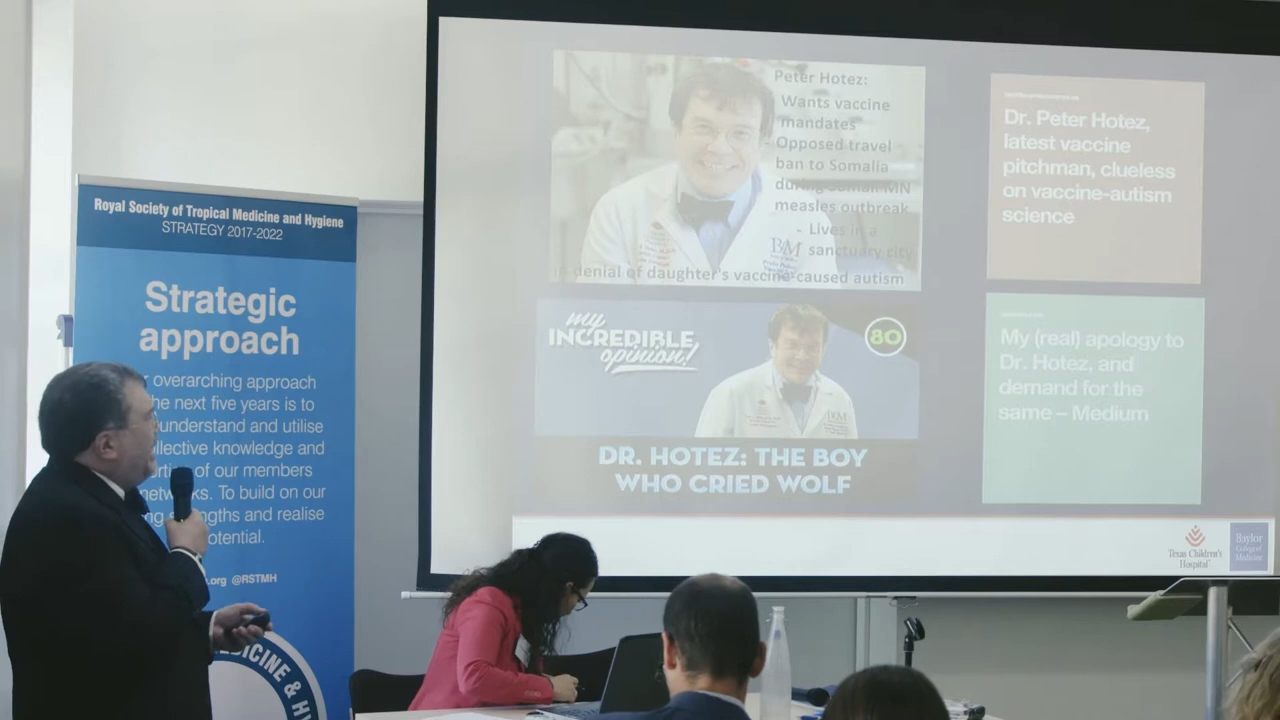 Royal Society of Tropical Medicine and Hygiene
STRATEGY 2017-2022
Strategic
approach
overarching approach
next five years is to
understand and utilise
knowledge and
of our members
To build on our
and realise
.org @RSTMH
Peter Hotez:
Wants vaccine
mandates
Opposed travel
ban to Somalia
during Somali MN
measles outbreak
- Lives in a
sanctuary city
denial of daughter's vaccine-caused autism
BM
Dr. Peter Hotez,
latest vaccine
pitchman, clueless
on vaccine-autism
science
my
INCREDIBLE
opinion!
80
DR. HOTEZ: THE BOY
WHO CRIED WOLF
My (real) apology to
Dr. Hotez, and
demand for the
same – Medium
Texas Children's
Hospital
Baylor
College of
Medicine